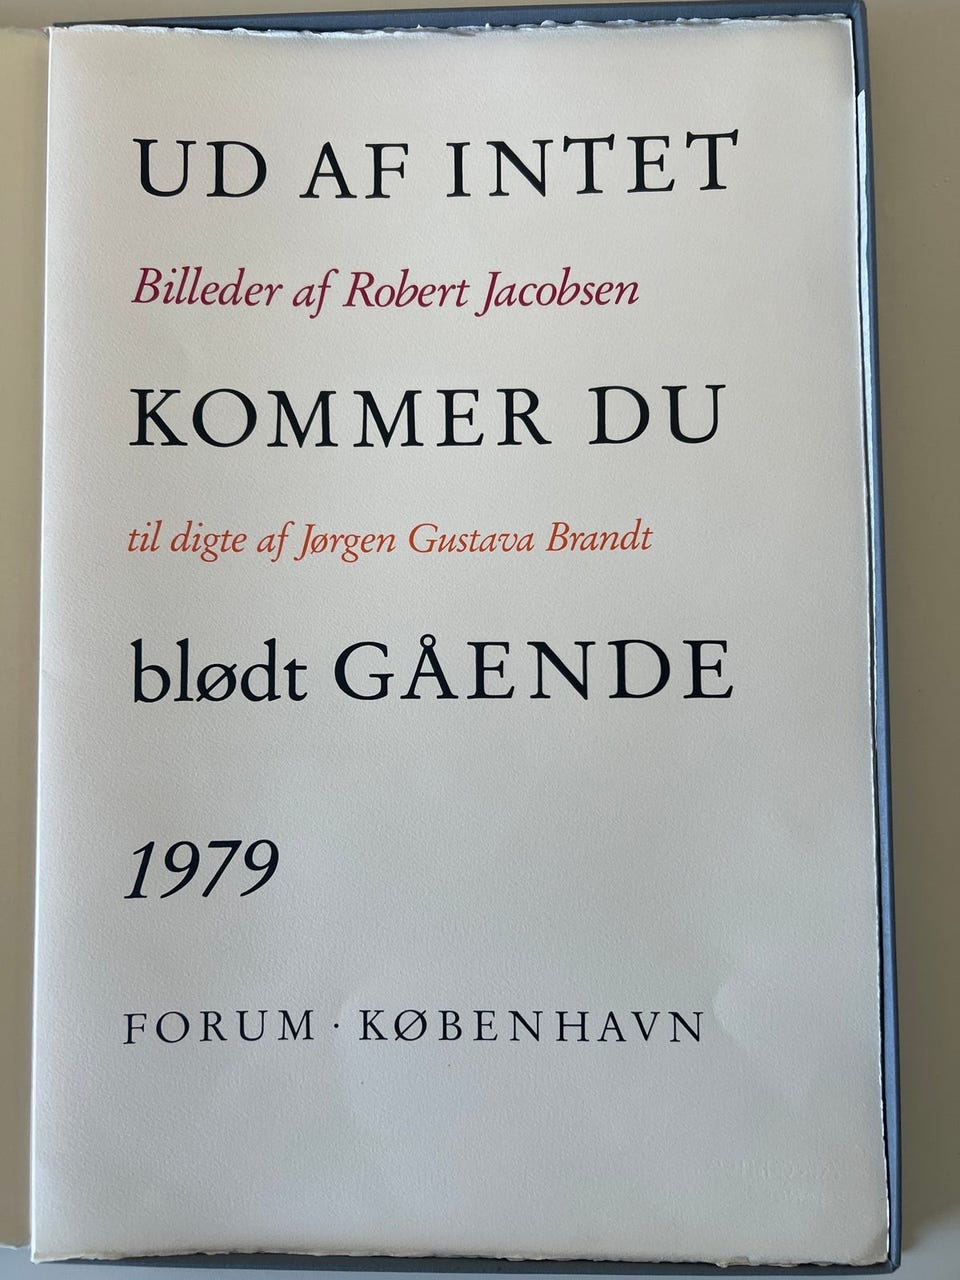 UD AF INTET
Billeder af Robert Jacobsen
KOMMER DU
til digte af Jørgen Gustava Brandt
blødt GÅENDE
1979
FORUM · KØBENHAVN